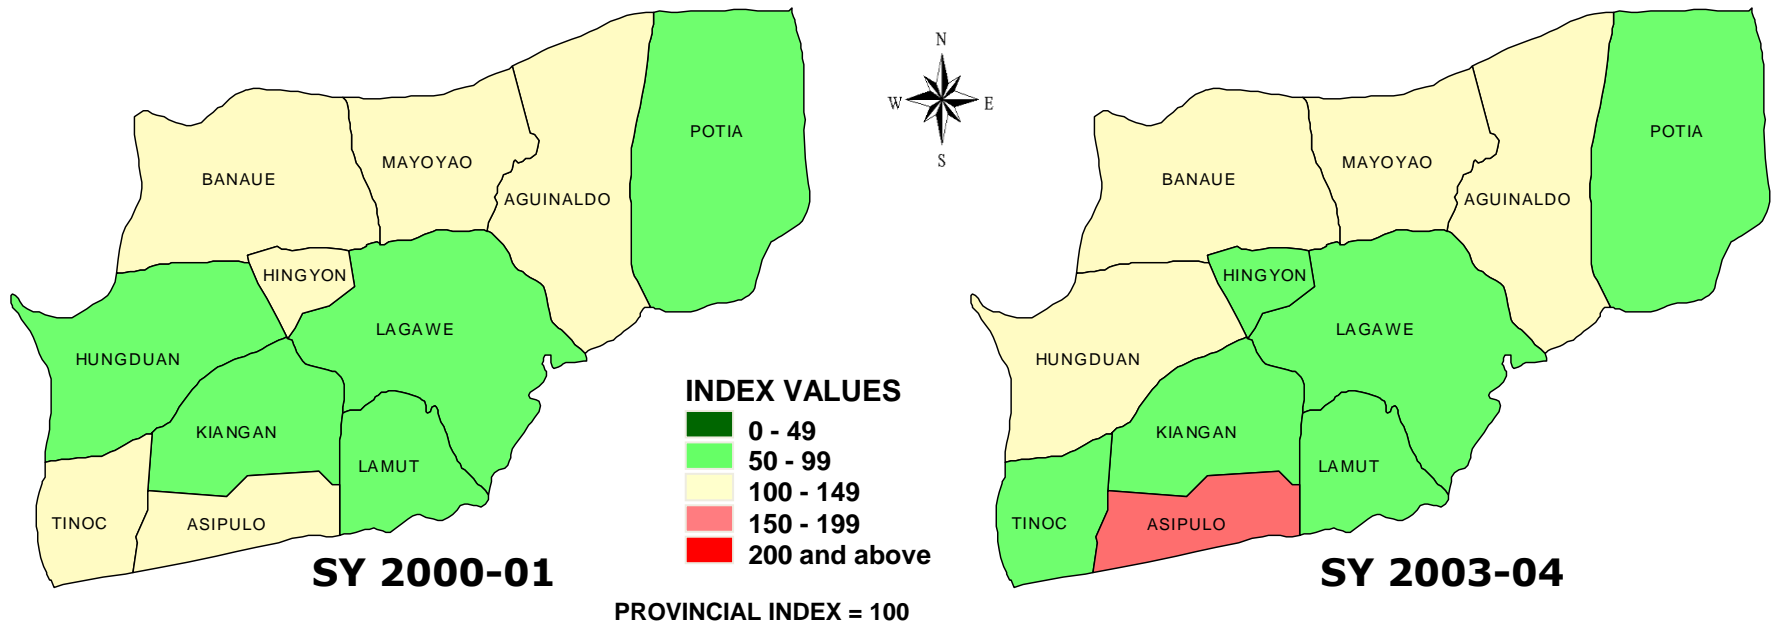 N
W E
S
POTIA
MAYOYAO
BANAUE
AGUINALDO
HINGYON
LAGAWE
HUNGDUAN
KIANGAN
LAMUT
TINOC
ASIPULO
SY 2000-01
INDEX VALUES
0 - 49
50 - 99
100 - 149
150 - 199
200 and above
PROVINCIAL INDEX = 100
POTIA
MAYOYAO
BANAUE
AGUINALDO
HINGYON
LAGAWE
HUNGDUAN
KIANGAN
LAMUT
TINOC
ASIPULO
SY 2003-04